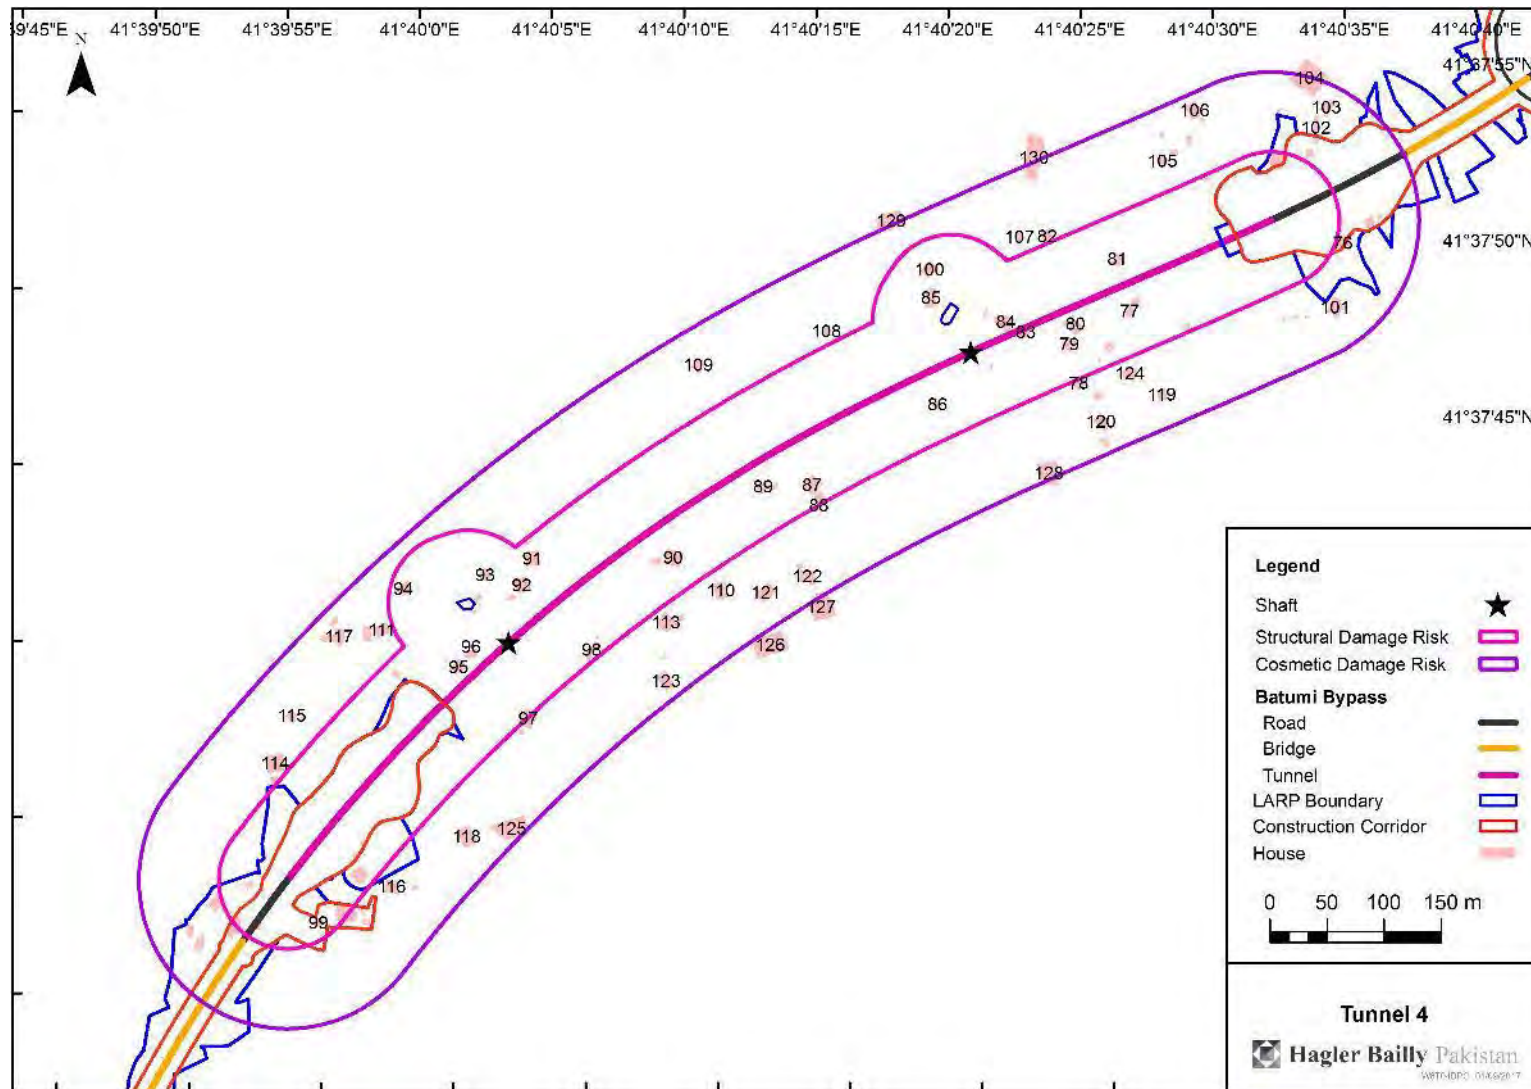 39'45"E 41°39'50"E 41°39'55"E 41°40'0"E 41°40'5"E 41°40'10"E 41°40'15"E 41°40'20"E 41°40'25"E 41°40'30"E 41°40'35"E 41°40'40"E
N
41°37'55"N
104
106
103
102
130
105
129
107 82
76
41°37'50"N
81
100
85
101
77
84
80
83
108
79
109
124
78
119
86
41°37'45"N
120
128
89
87
88
91
90
93
92
94
122
110
121
127
113
117
111
96
98
126
95
123
115
97
114
118
125
116
99
Legend
Shaft
Structural Damage Risk
Cosmetic Damage Risk
Batumi Bypass
Road
Bridge
Tunnel
LARP Boundary
Construction Corridor
House
0 50 100 150 m
Tunnel 4
Hagler Bailly Pakistan